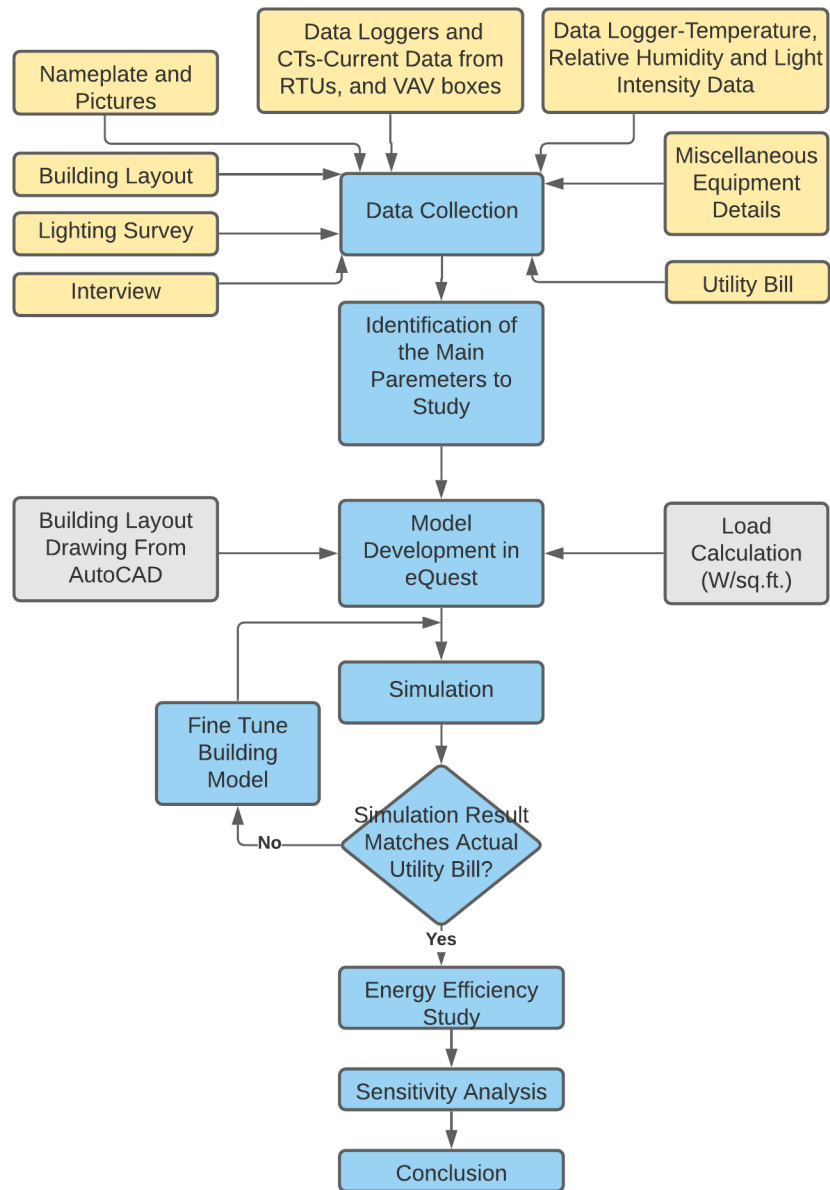 Nameplate and
Pictures
Data Loggers and
CTs-Current Data from
RTUs, and VAV boxes
Data Logger-Temperature,
Relative Humidity and Light
Intensity Data
Building Layout
Lighting Survey
Interview
Data Collection
Miscellaneous
Equipment
Details
Utility Bill
Identification of
the Main
Paremeters to
Study
Building Layout
Drawing From
AutoCAD
Model
Development in
eQuest
Load
Calculation
(W/sq.ft.)
Simulation
Fine Tune
Building
Model
Simulation Result
Matches Actual
Utility Bill?
No
Yes
Energy Efficiency
Study
Sensitivity Analysis
Conclusion